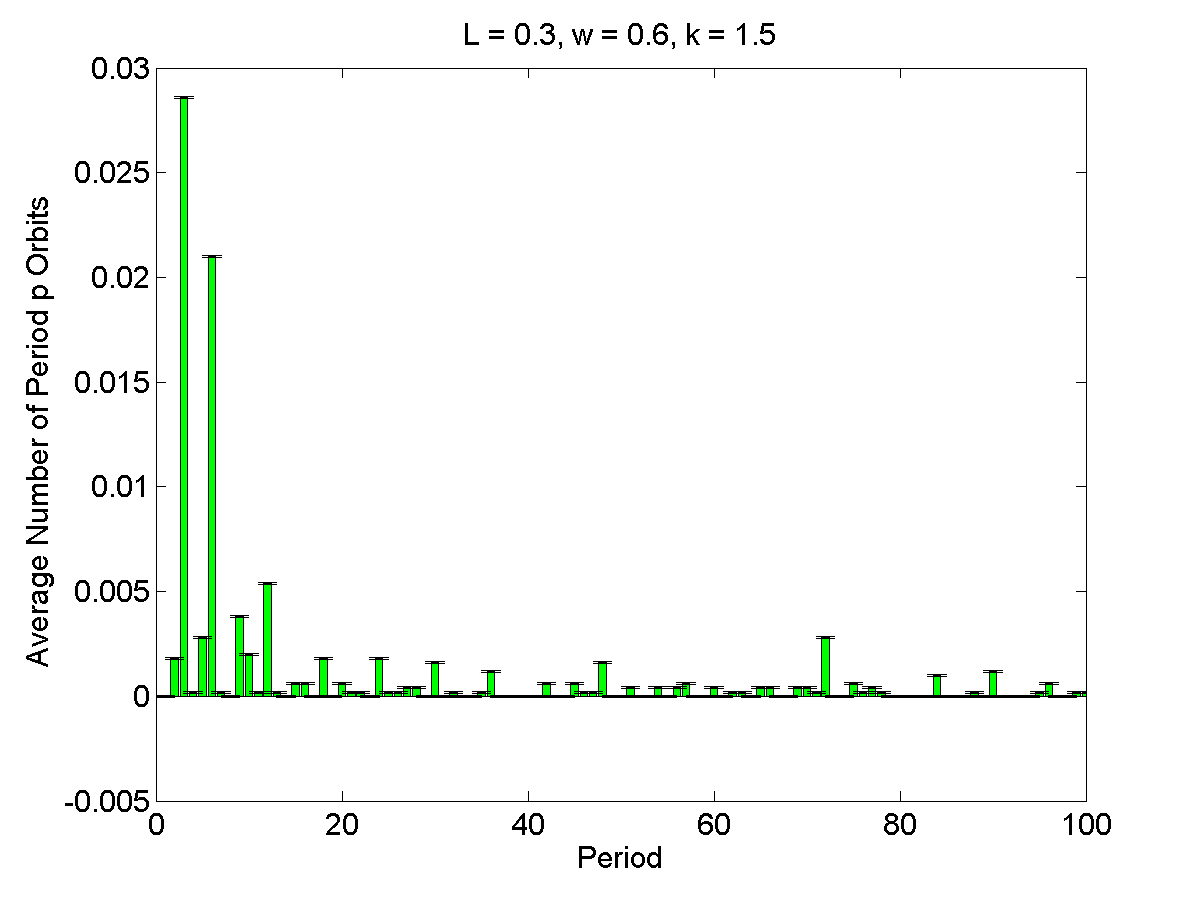 L = 0.3, w = 0.6, k = 1.5
0.03
0.025
0.02
0.015
0.01
0.005
0
-0.005
Average Number of Period p Orbits
0 20 40 60 80 100
Period